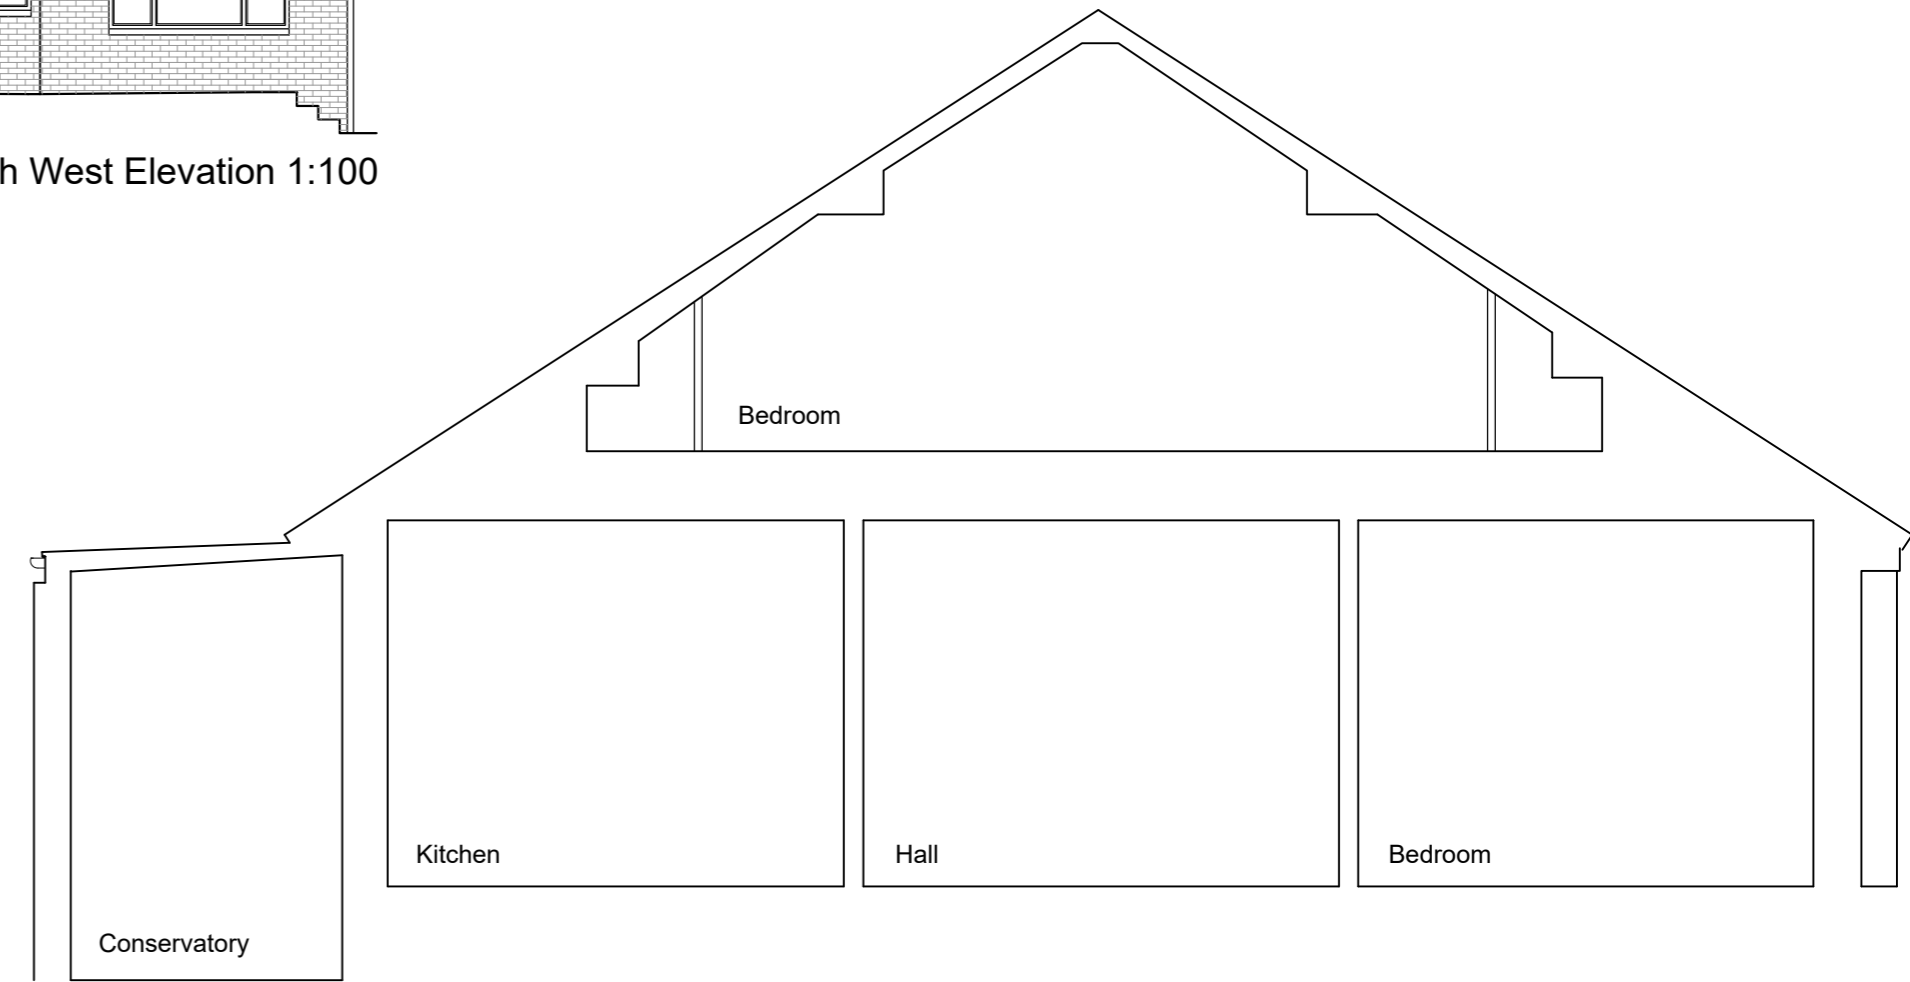 h West Elevation 1:100
Bedroom
Kitchen
Hall
Bedroom
Conservatory